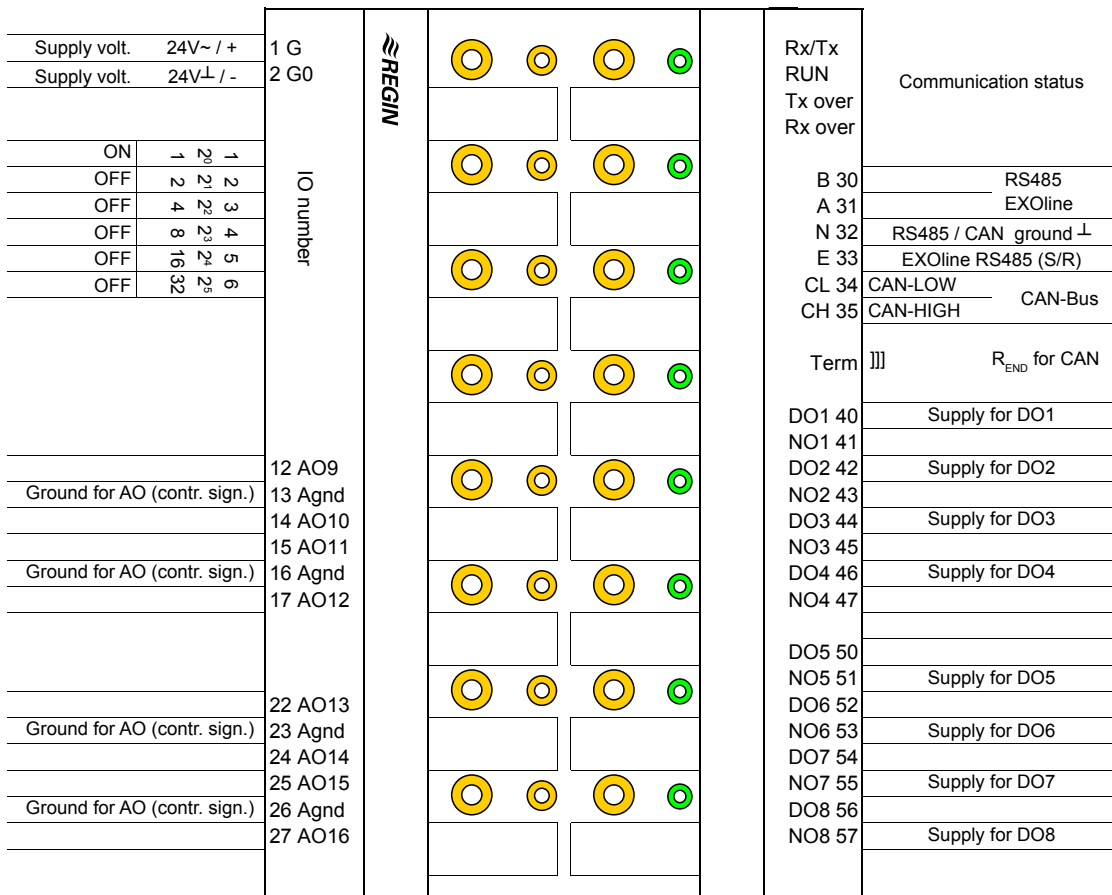 Supply volt. 24V~ / + 1 G
Supply volt. 24V⊥ / - 2 G0
REGIN
IO number
ON 1 2⁰ 1
OFF 2 2¹ 2
OFF 4 2² 3
OFF 8 2³ 4
OFF 16 2⁴ 5
OFF 32 2⁵ 6
12 AO9
Ground for AO (contr. sign.) 13 Agnd
14 AO10
15 AO11
Ground for AO (contr. sign.) 16 Agnd
17 AO12
22 AO13
Ground for AO (contr. sign.) 23 Agnd
24 AO14
25 AO15
Ground for AO (contr. sign.) 26 Agnd
27 AO16
Rx/Tx
RUN
Tx over
Rx over
Communication status
B 30 RS485
A 31 EXOline
N 32 RS485 / CAN ground ⊥
E 33 EXOline RS485 (S/R)
CL 34 CAN-LOW
CH 35 CAN-HIGH
CAN-Bus
Term ]]] R_END for CAN
DO1 40 Supply for DO1
NO1 41
DO2 42 Supply for DO2
NO2 43
DO3 44 Supply for DO3
NO3 45
DO4 46 Supply for DO4
NO4 47
DO5 50
NO5 51 Supply for DO5
DO6 52
NO6 53 Supply for DO6
DO7 54
NO7 55 Supply for DO7
DO8 56
NO8 57 Supply for DO8